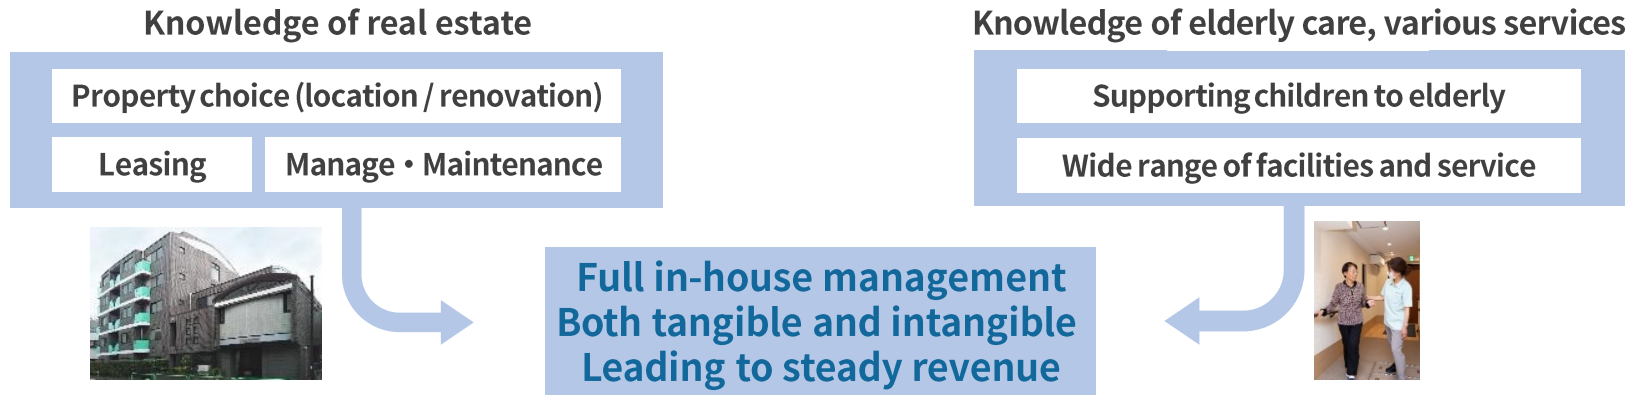 Knowledge of real estate
Property choice (location / renovation)
Leasing
Manage・Maintenance
Knowledge of elderly care, various services
Supporting children to elderly
Wide range of facilities and service
Full in-house management
Both tangible and intangible
Leading to steady revenue